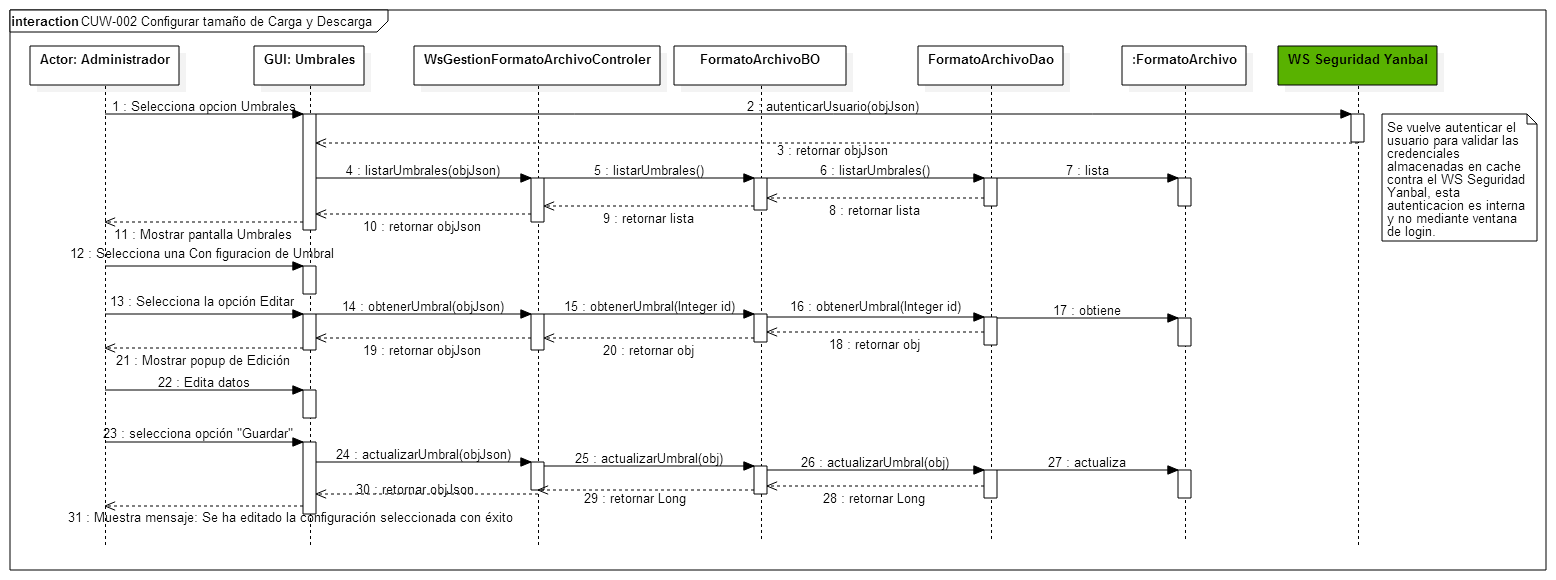 interaction CUW-002 Configurar tamaño de Carga y Descarga
Actor: Administrador
GUI: Umbrales
WsGestionFormatoArchivoControler
FormatoArchivoBO
FormatoArchivoDao
:FormatoArchivo
WS Seguridad Yanbal
1 : Selecciona opcion Umbrales
2 : autenticarUsuario(objJson)
3 : retornar objJson
Se vuelve autenticar el
usuario para validar las
credenciales
almacenadas en cache
contra el WS Seguridad
Yanbal, esta
autenticacion es interna
y no mediante ventana
de login.
4 : listarUmbrales(objJson)
5 : listarUmbrales()
6 : listarUmbrales()
7 : lista
8 : retornar lista
9 : retornar lista
10 : retornar objJson
11 : Mostrar pantalla Umbrales
12 : Selecciona una Con figuracion de Umbral
13 : Selecciona la opción Editar
14 : obtenerUmbral(objJson)
15 : obtenerUmbral(Integer id)
16 : obtenerUmbral(Integer id)
17 : obtiene
18 : retornar obj
20 : retornar obj
19 : retornar objJson
21 : Mostrar popup de Edición
22 : Edita datos
23 : selecciona opción "Guardar"
24 : actualizarUmbral(objJson)
25 : actualizarUmbral(obj)
26 : actualizarUmbral(obj)
27 : actualiza
28 : retornar Long
29 : retornar Long
30 : retornar objJson
31 : Muestra mensaje: Se ha editado la configuración seleccionada con éxito